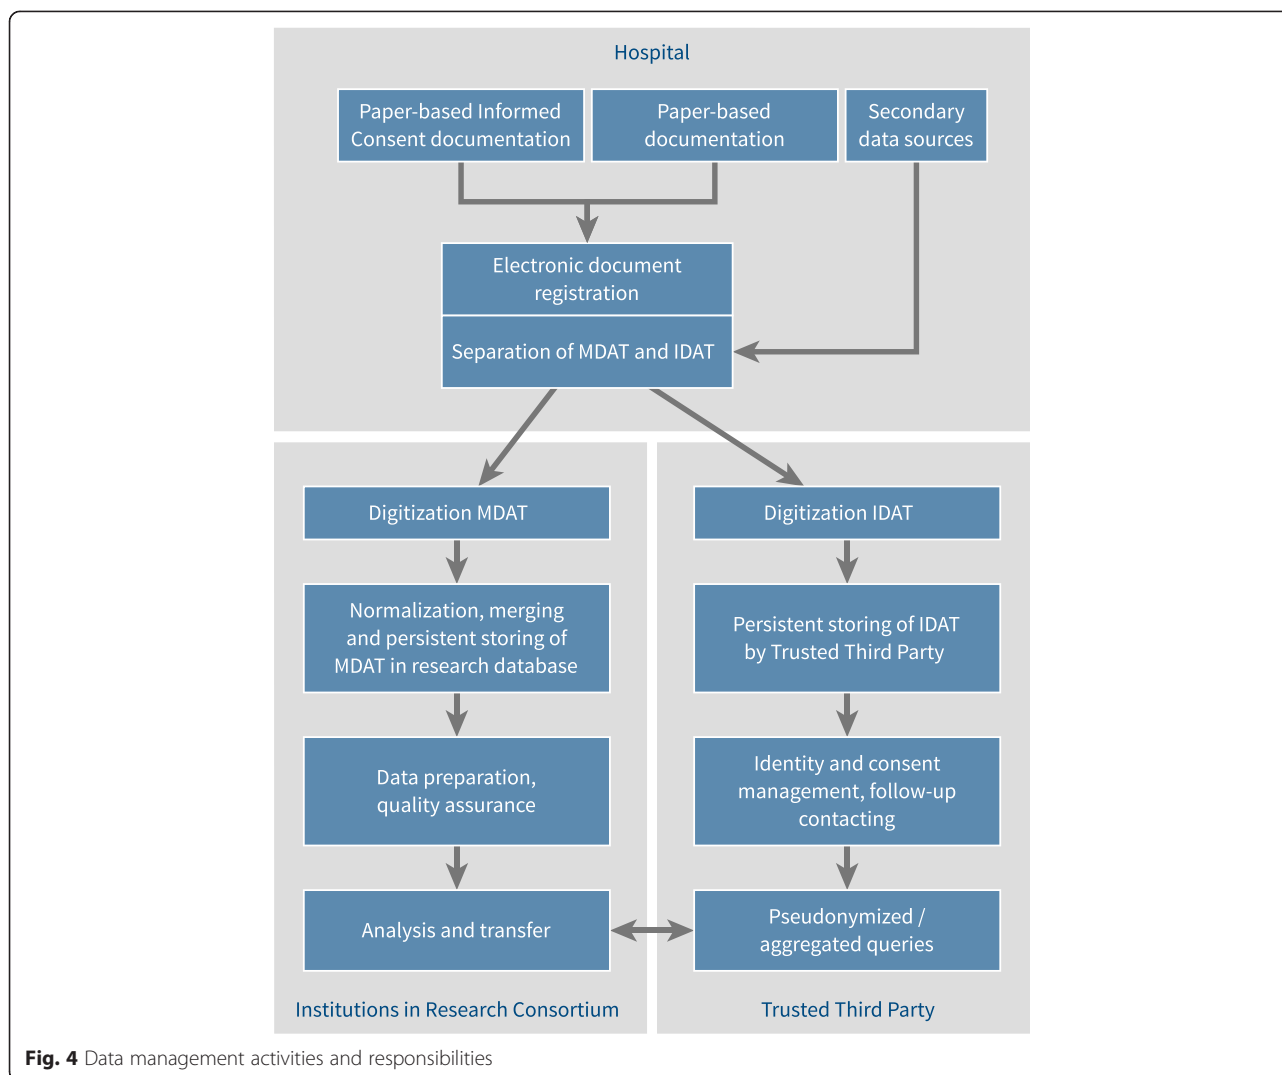 Hospital
Paper-based Informed
Consent documentation
Paper-based
documentation
Secondary
data sources
Electronic document
registration
Separation of MDAT and IDAT
Digitization MDAT
Normalization, merging
and persistent storing of
MDAT in research database
Data preparation,
quality assurance
Analysis and transfer
Institutions in Research Consortium
Digitization IDAT
Persistent storing of IDAT
by Trusted Third Party
Identity and consent
management, follow-up
contacting
Pseudonymized /
aggregated queries
Trusted Third Party
Fig. 4 Data management activities and responsibilities